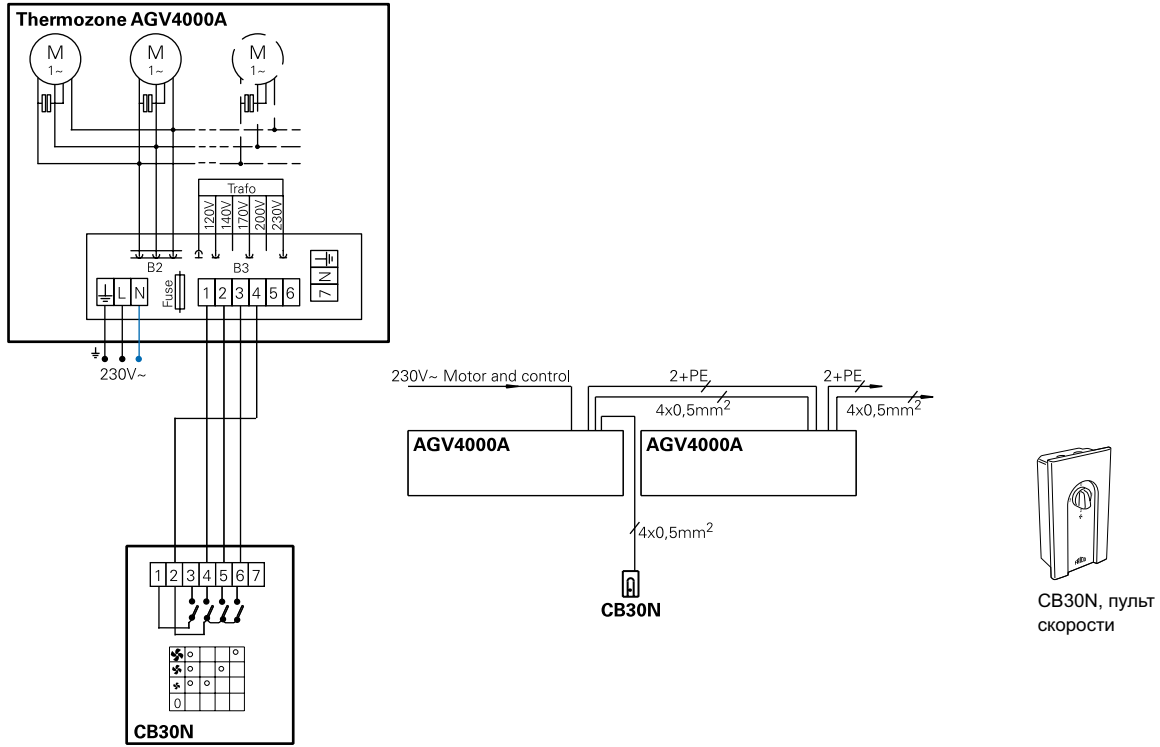 Thermozone AGV4000A
M M M
1~ 1~ 1~
Trafo
120V 140V 170V 200V 230V
B2 B3
Fuse
L N 1 2 3 4 5 6
N
7
230V~
230V~ Motor and control
2+PE 2+PE
4x0,5mm² 4x0,5mm²
AGV4000A AGV4000A
4x0,5mm²
CB30N
1 2 3 4 5 6 7
0
CB30N
CB30N, пульт
скорости